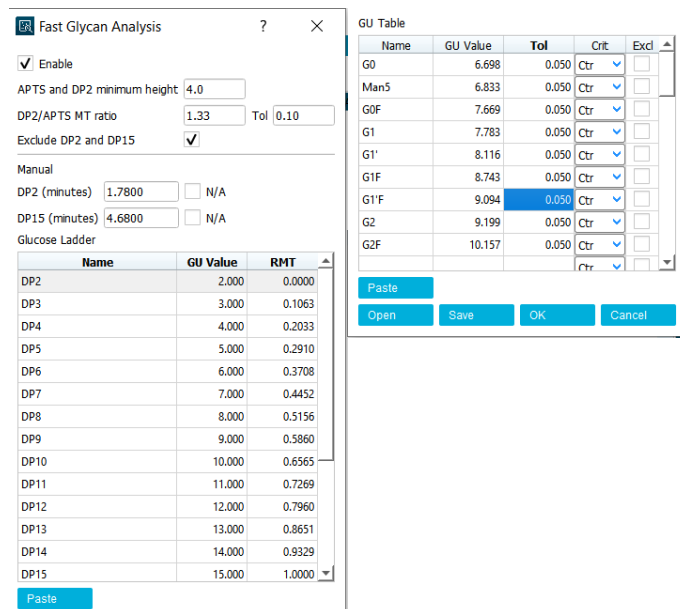 Fast Glycan Analysis ? ×
Enable
APTS and DP2 minimum height 4.0
DP2/APTS MT ratio 1.33 Tol 0.10
Exclude DP2 and DP15
Manual
DP2 (minutes) 1.7800 N/A
DP15 (minutes) 4.6800 N/A
Glucose Ladder
Name GU Value RMT
DP2 2.000 0.0000
DP3 3.000 0.1063
DP4 4.000 0.2033
DP5 5.000 0.2910
DP6 6.000 0.3708
DP7 7.000 0.4452
DP8 8.000 0.5156
DP9 9.000 0.5860
DP10 10.000 0.6565
DP11 11.000 0.7269
DP12 12.000 0.7960
DP13 13.000 0.8651
DP14 14.000 0.9329
DP15 15.000 1.0000
Paste
GU Table
Name GU Value Tol Crit Excl
G0 6.698 0.050 Ctr
Man5 6.833 0.050 Ctr
G0F 7.669 0.050 Ctr
G1 7.783 0.050 Ctr
G1' 8.116 0.050 Ctr
G1F 8.743 0.050 Ctr
G1'F 9.094 0.050 Ctr
G2 9.199 0.050 Ctr
G2F 10.157 0.050 Ctr
Ctr
Paste
Open Save OK Cancel